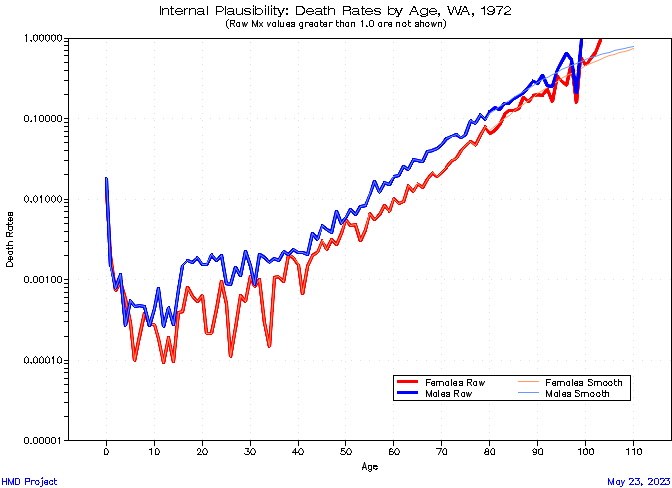 Internal Plausibility: Death Rates by Age, WA, 1972
(Raw Mx values greater than 1.0 are not shown)
1.00000
0.10000
0.01000
0.00100
0.00010
0.00001
Death Rates
0 10 20 30 40 50 60 70 80 90 100 110
Age
Females Raw Females Smooth
Males Raw Males Smooth
HMD Project May 23, 2023